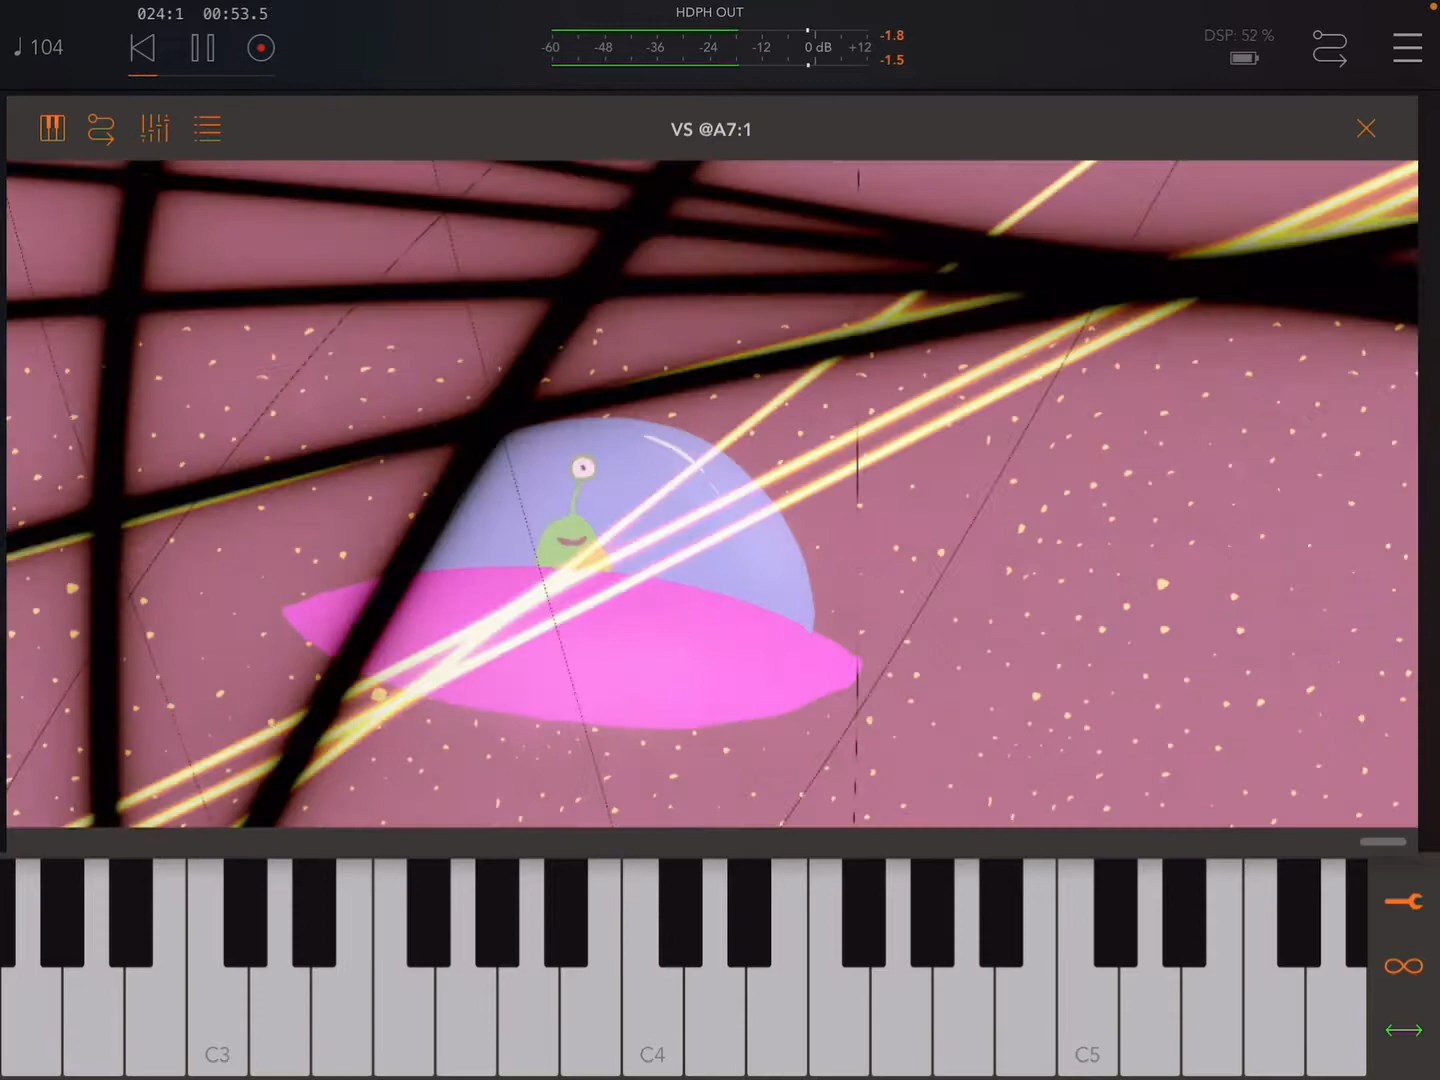 024:1 00:53.5
♩ 104
HDPH OUT
-60 -48 -36 -24 -12 0 dB +12
-1.8
-1.5
DSP: 52 %
VS @A7:1
C3 C4 C5